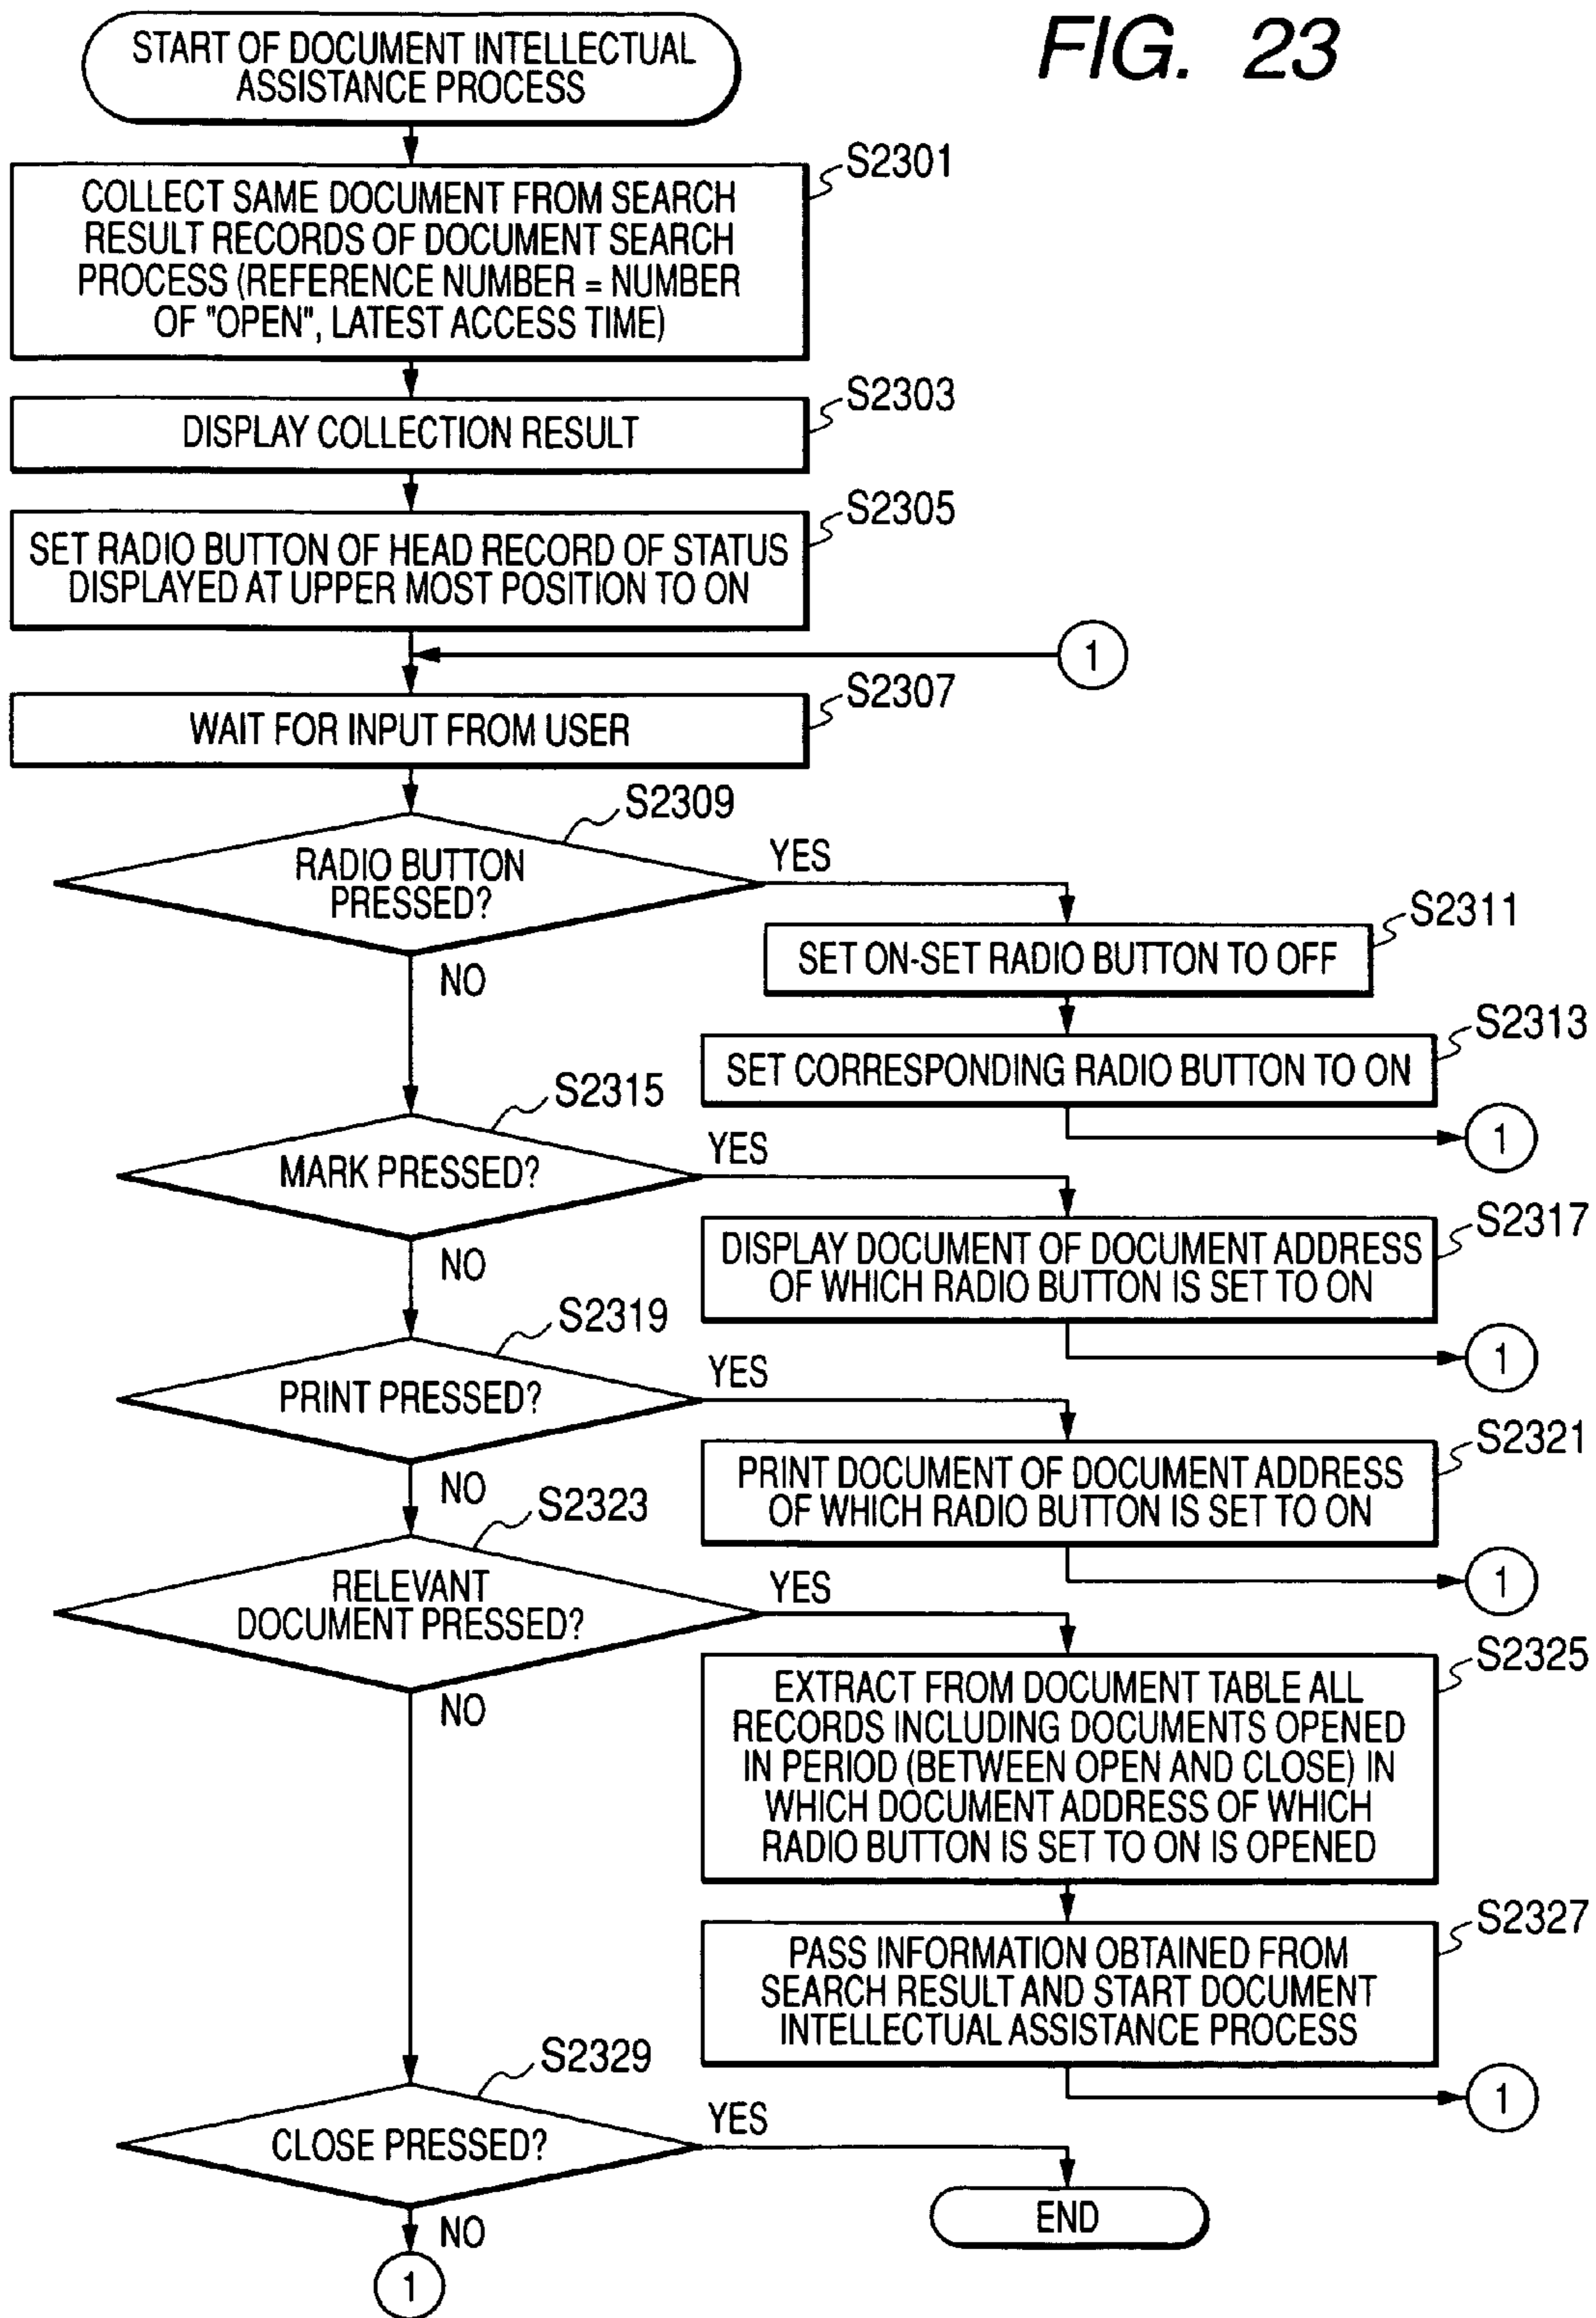 FIG. 23
START OF DOCUMENT INTELLECTUAL
ASSISTANCE PROCESS
S2301
COLLECT SAME DOCUMENT FROM SEARCH
RESULT RECORDS OF DOCUMENT SEARCH
PROCESS (REFERENCE NUMBER = NUMBER
OF "OPEN", LATEST ACCESS TIME)
S2303
DISPLAY COLLECTION RESULT
S2305
SET RADIO BUTTON OF HEAD RECORD OF STATUS
DISPLAYED AT UPPER MOST POSITION TO ON
1
S2307
WAIT FOR INPUT FROM USER
S2309
RADIO BUTTON
PRESSED?
YES
NO
S2311
SET ON-SET RADIO BUTTON TO OFF
S2313
SET CORRESPONDING RADIO BUTTON TO ON
1
S2315
MARK PRESSED?
YES
NO
S2317
DISPLAY DOCUMENT OF DOCUMENT ADDRESS
OF WHICH RADIO BUTTON IS SET TO ON
1
S2319
PRINT PRESSED?
YES
NO
S2321
PRINT DOCUMENT OF DOCUMENT ADDRESS
OF WHICH RADIO BUTTON IS SET TO ON
1
S2323
RELEVANT
DOCUMENT PRESSED?
YES
NO
S2325
EXTRACT FROM DOCUMENT TABLE ALL
RECORDS INCLUDING DOCUMENTS OPENED
IN PERIOD (BETWEEN OPEN AND CLOSE) IN
WHICH DOCUMENT ADDRESS OF WHICH
RADIO BUTTON IS SET TO ON IS OPENED
S2327
PASS INFORMATION OBTAINED FROM
SEARCH RESULT AND START DOCUMENT
INTELLECTUAL ASSISTANCE PROCESS
1
S2329
CLOSE PRESSED?
YES
NO
END
1